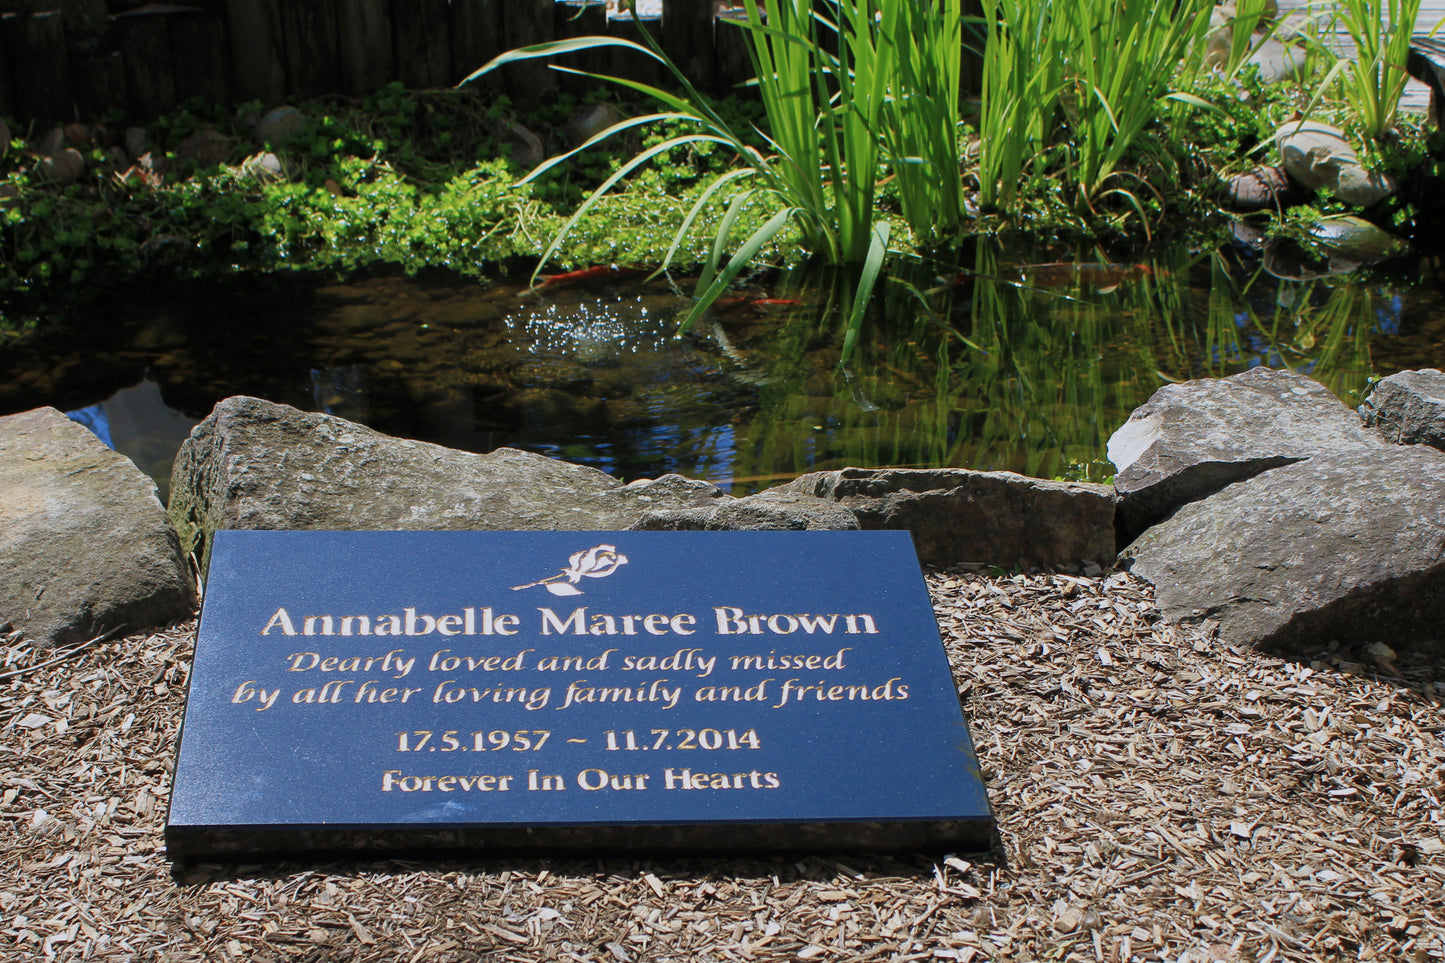 Annabelle Maree Brown
Dearly loved and sadly missed
by all her loving family and friends
17.5.1957 ~ 11.7.2014
Forever In Our Hearts